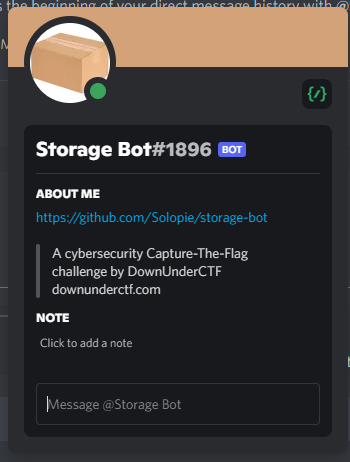 s the beginning of your direct message history with @
M
Storage Bot#1896 BOT
ABOUT ME
https://github.com/Solopie/storage-bot
A cybersecurity Capture-The-Flag
challenge by DownUnderCTF
downunderctf.com
NOTE
Click to add a note
Message @Storage Bot